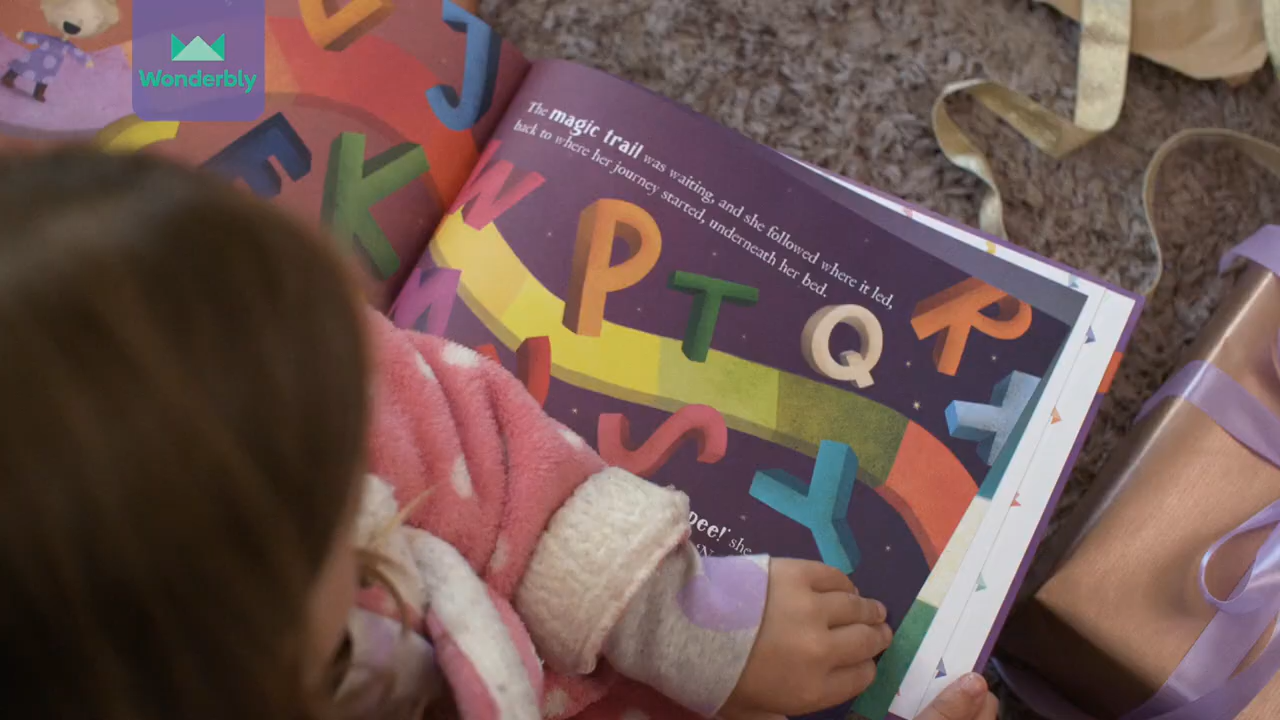 Wonderbly
J
F
K
The magic trail was waiting, and she followed where it led,
back to where her journey started, underneath her bed.
W
P
T
Q
R
S
Y
she